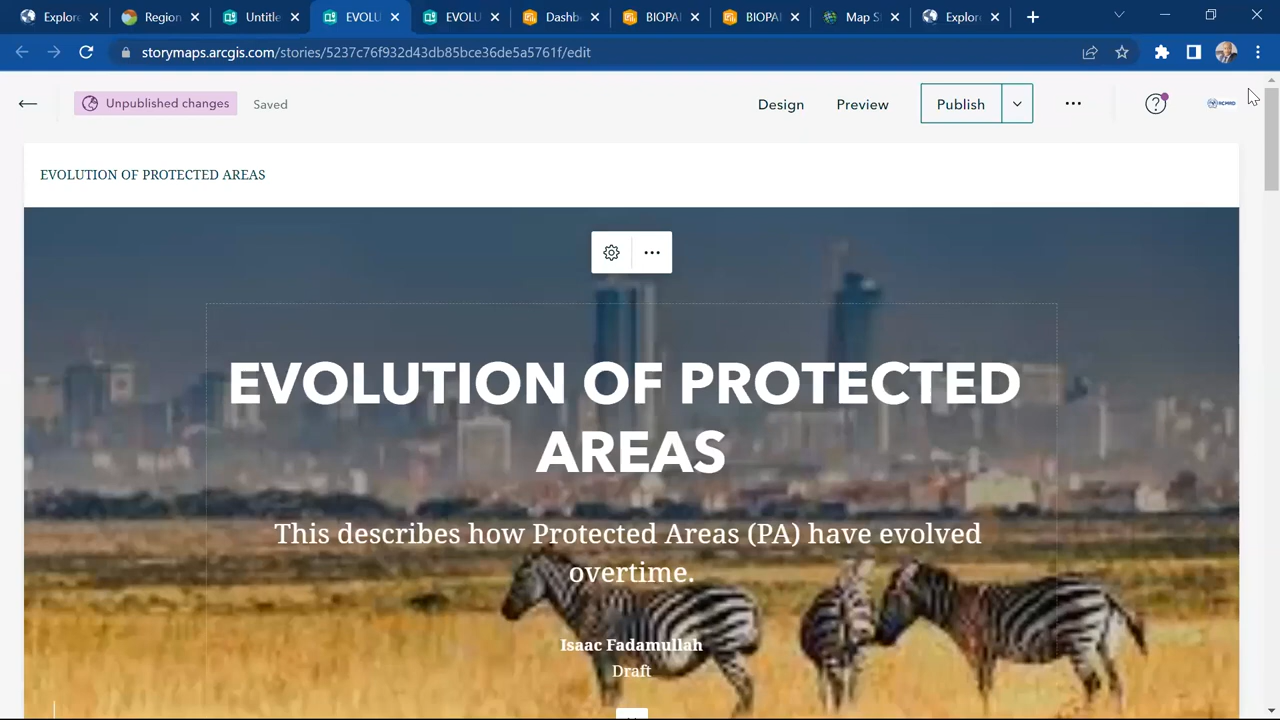 Explore
Region
Untitle
EVOLU
EVOLU
Dashb
BIOPA
BIOPA
Map S
Explor
storymaps.arcgis.com/stories/5237c76f932d43db85bce36de5a5761f/edit
Unpublished changes
Saved
Design
Preview
Publish
RCMRD
EVOLUTION OF PROTECTED AREAS
EVOLUTION OF PROTECTED
AREAS
This describes how Protected Areas (PA) have evolved
overtime.
Isaac Fadamullah
Draft